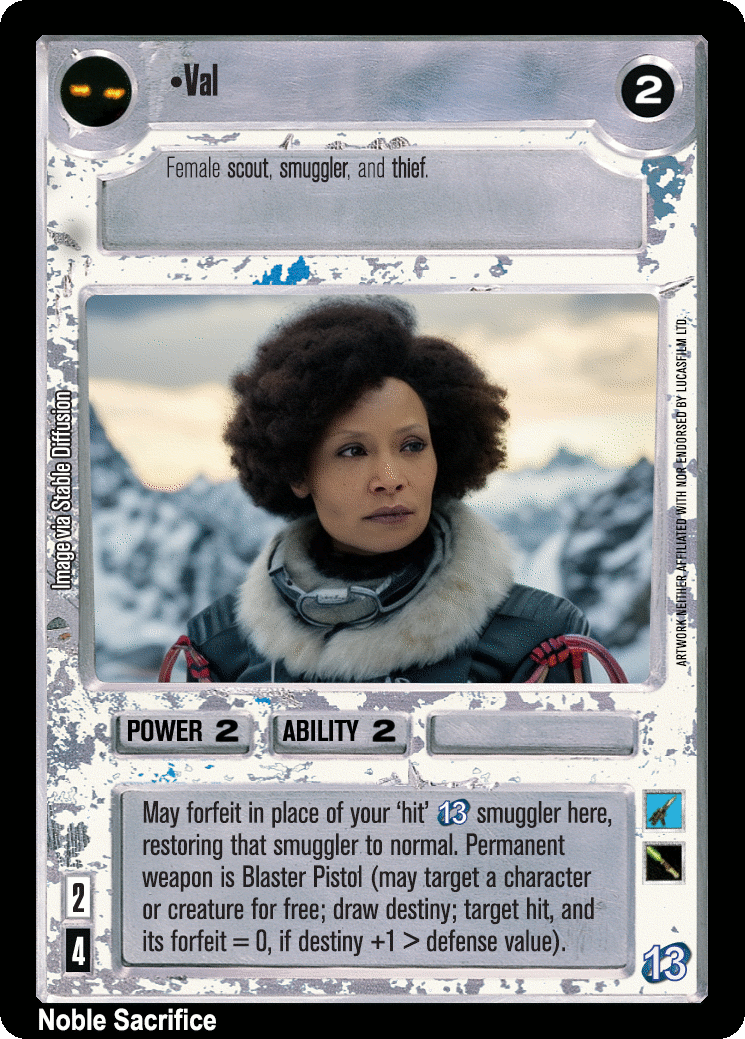 •Val
2
Female scout, smuggler, and thief.
Image via Stable Diffusion
ARTWORK NEITHER AFFILIATED WITH NOR ENDORSED BY LUCASFILM LTD.
POWER 2
ABILITY 2
May forfeit in place of your ‘hit’ 13 smuggler here,
restoring that smuggler to normal. Permanent
weapon is Blaster Pistol (may target a character
or creature for free; draw destiny; target hit, and
its forfeit = 0, if destiny +1 > defense value).
2
4
13
Noble Sacrifice